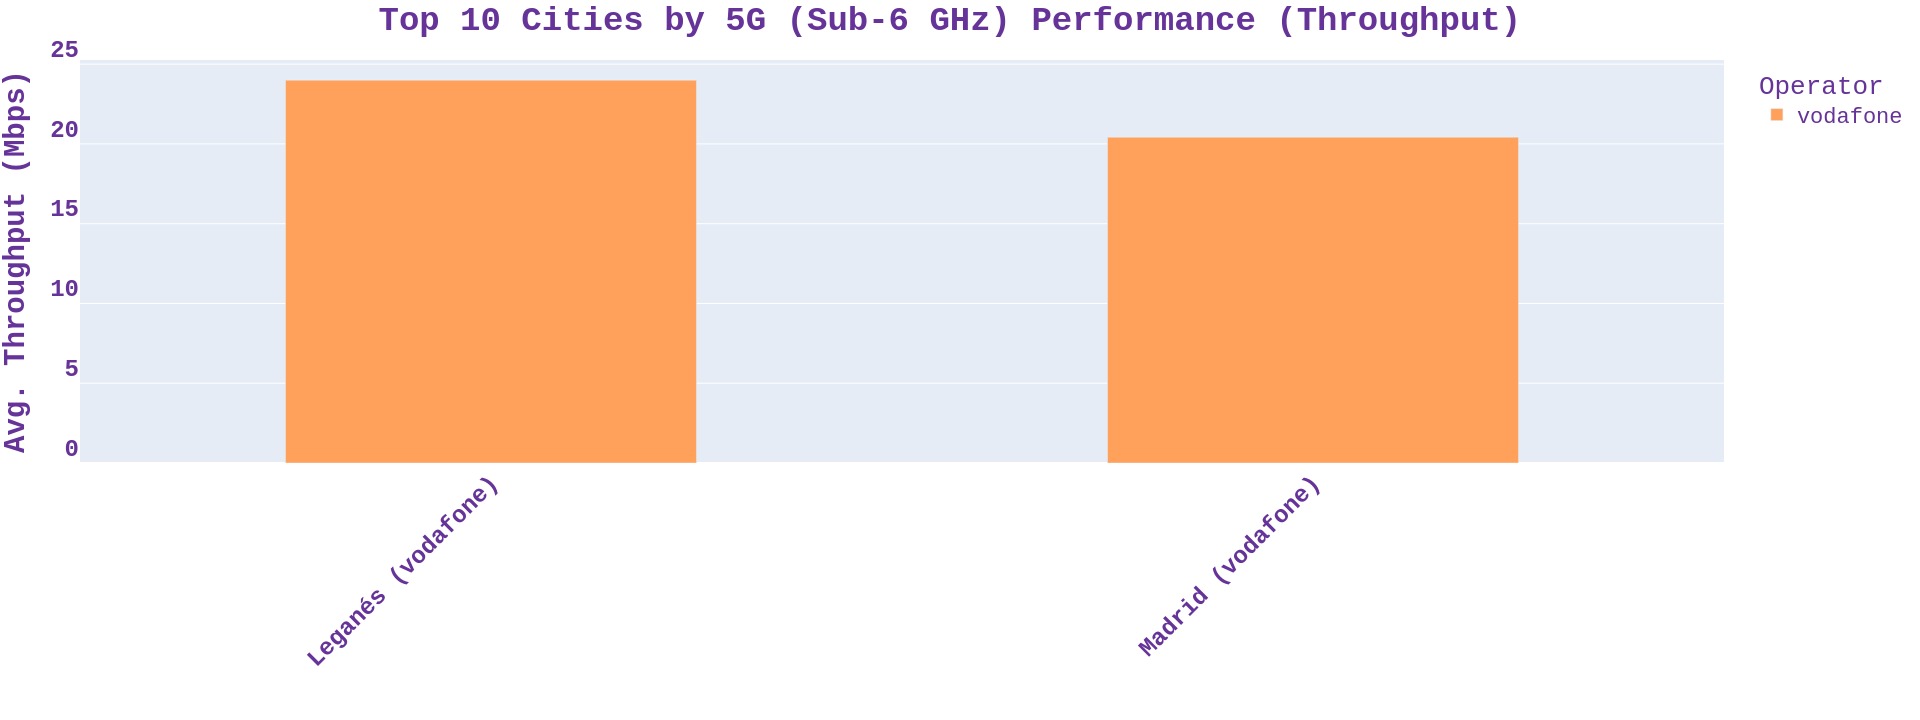 Top 10 Cities by 5G (Sub-6 GHz) Performance (Throughput)
Avg. Throughput (Mbps)
25
20
15
10
5
0
Leganés (vodafone)
Madrid (vodafone)
Operator
vodafone